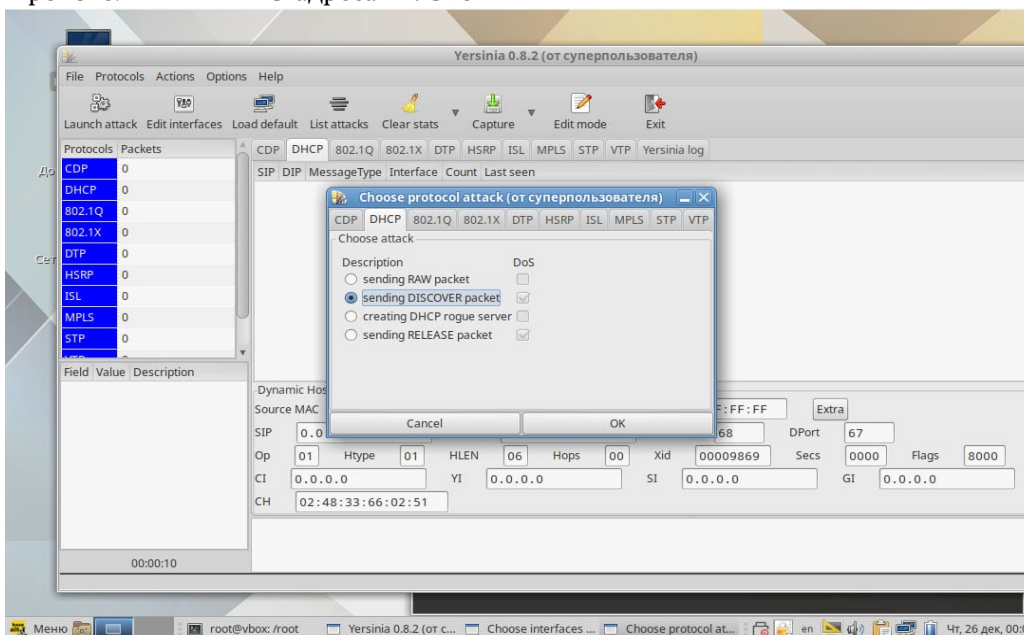 Yersinia 0.8.2 (от суперпользователя)
File Protocols Actions Options Help
Launch attack Edit interfaces Load default List attacks Clear stats Capture Edit mode Exit
Protocols Packets
CDP DHCP 802.1Q 802.1X DTP HSRP ISL MPLS STP VTP Yersinia log
CDP 0
SIP DIP MessageType Interface Count Last seen
DHCP 0
802.1Q 0
802.1X 0
DTP 0
HSRP 0
ISL 0
MPLS 0
STP 0
Choose protocol attack (от суперпользователя)
CDP DHCP 802.1Q 802.1X DTP HSRP ISL MPLS STP VTP
Choose attack
Description DoS
sending RAW packet
sending DISCOVER packet
creating DHCP rogue server
sending RELEASE packet
Cancel OK
Field Value Description
Dynamic Hos
Source MAC F:FF:FF Extra
SIP 0.0 68 DPort 67
Op 01 Htype 01 HLEN 06 Hops 00 Xid 00009869 Secs 0000 Flags 8000
CI 0.0.0.0 YI 0.0.0.0 SI 0.0.0.0 GI 0.0.0.0
CH 02:48:33:66:02:51
00:00:10
Меню root@vbox: /root Yersinia 0.8.2 (от с... Choose interfaces ... Choose protocol at... en Чт, 26 дек, 00: